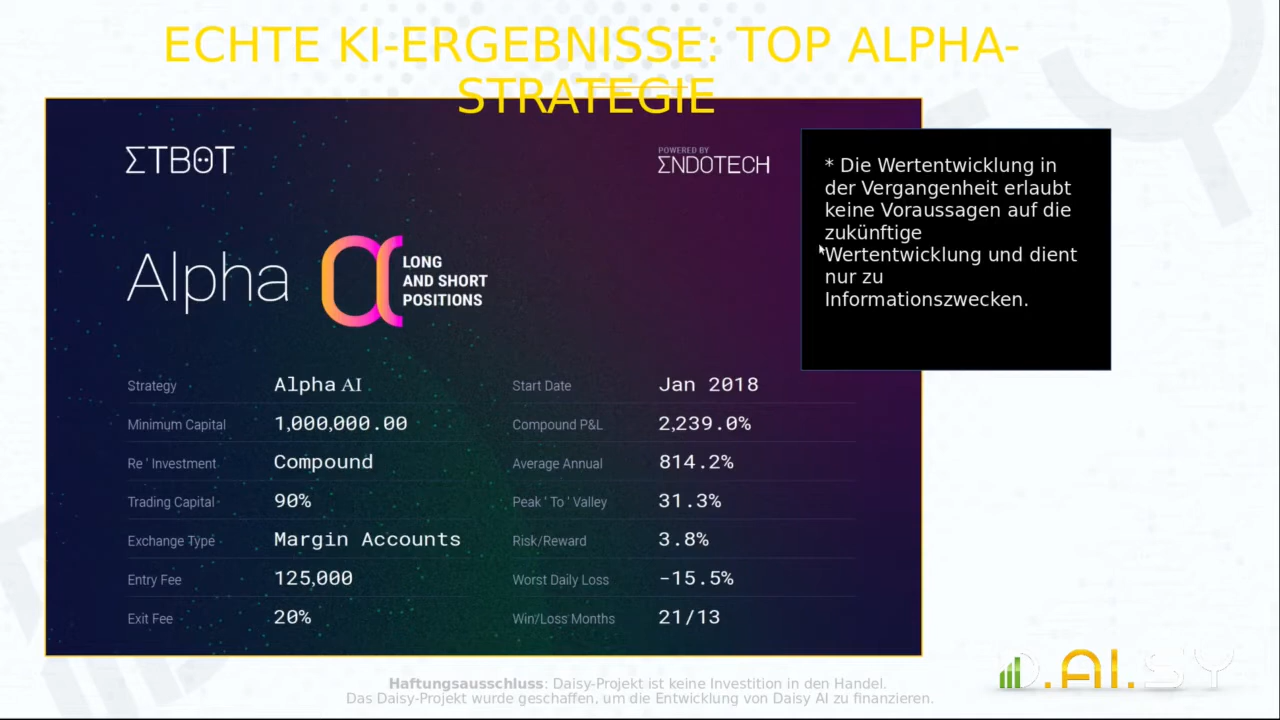 ECHTE KI-ERGEBNISSE: TOP ALPHA-
STRATEGIE
ΣTBOT
POWERED BY
ΣNDOTECH
Alpha
LONG
AND SHORT
POSITIONS
* Die Wertentwicklung in
der Vergangenheit erlaubt
keine Voraussagen auf die
zukünftige
Wertentwicklung und dient
nur zu
Informationszwecken.
Strategy Alpha AI Start Date Jan 2018
Minimum Capital 1,000,000.00 Compound P&L 2,239.0%
Re ' Investment Compound Average Annual 814.2%
Trading Capital 90% Peak ' To ' Valley 31.3%
Exchange Type Margin Accounts Risk/Reward 3.8%
Entry Fee 125,000 Worst Daily Loss -15.5%
Exit Fee 20% Win/Loss Months 21/13
D.AI.SY
Haftungsausschluss: Daisy-Projekt ist keine Investition in den Handel.
Das Daisy-Projekt wurde geschaffen, um die Entwicklung von Daisy AI zu finanzieren.